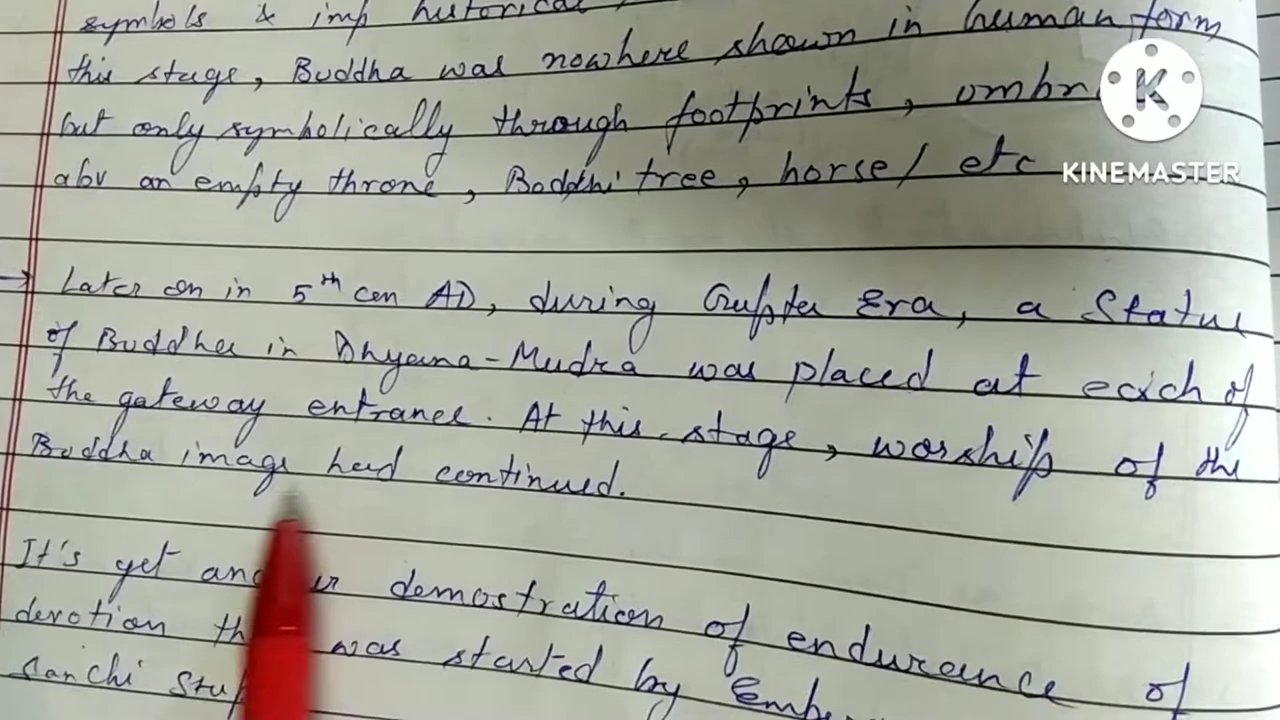 symbols & imp historical
this stage, Buddha was nowhere shown in human form
but only symbolically through footprints,
abv an empty throne, Boddhi tree, horse/ etc
K
KINEMASTER
→ Later on in 5th cen AD, during Gupta Era, a Statue
of Buddha in Dhyana-Mudra was placed at each of
the gateway entrance. At this stage, worship of the
Buddha image had continued.
It's yet demostration of endurance of
devotion was started by
Sanchi